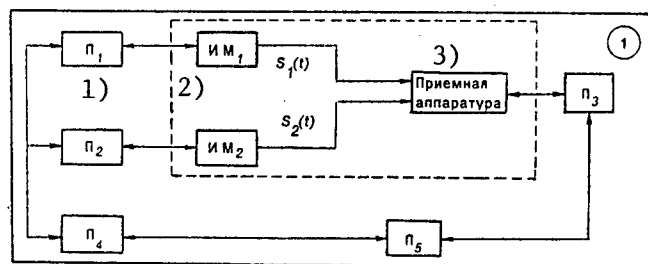 П₁ ИМ₁ 3) 1
S₁(t)
1) 2) Приемная
аппаратура П₃
S₂(t)
П₂ ИМ₂
П₄ П₅